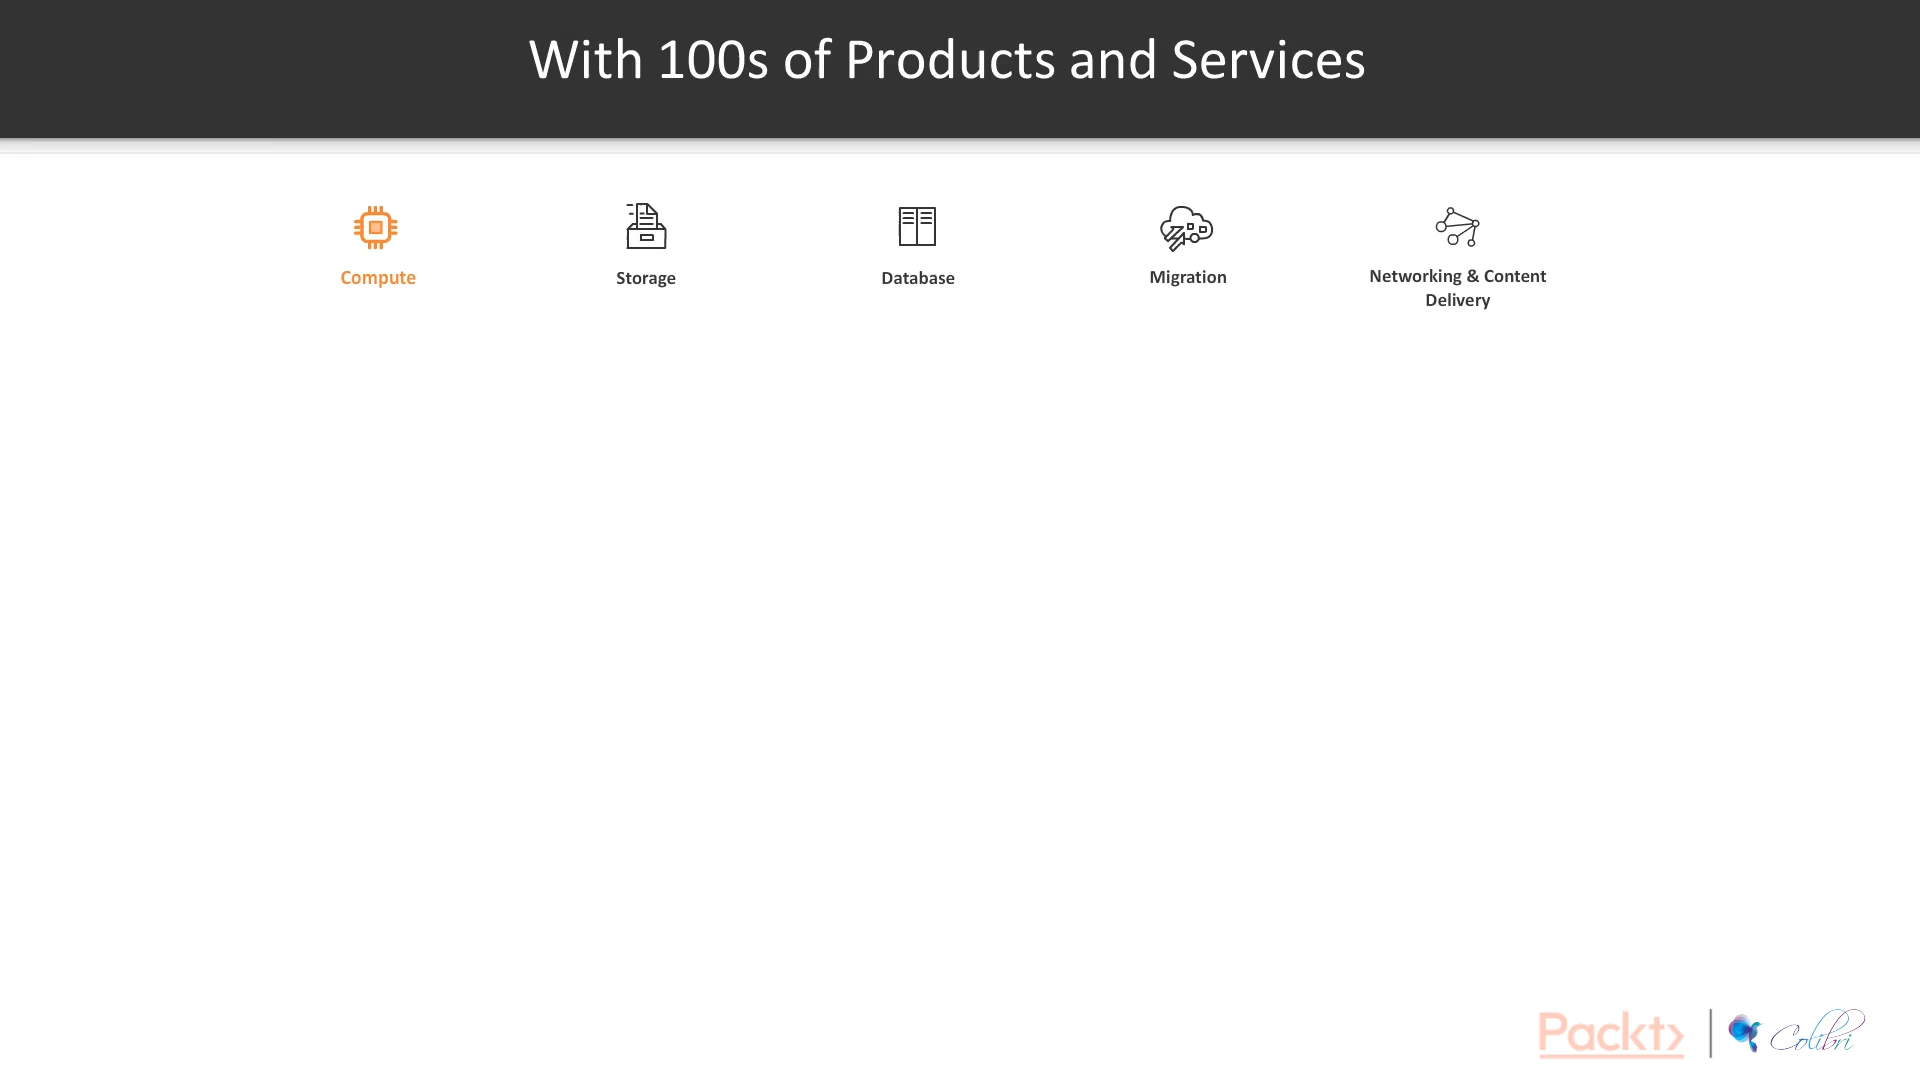 With 100s of Products and Services
Compute
Storage
Database
Migration
Networking & Content
Delivery
Packt
Colibri